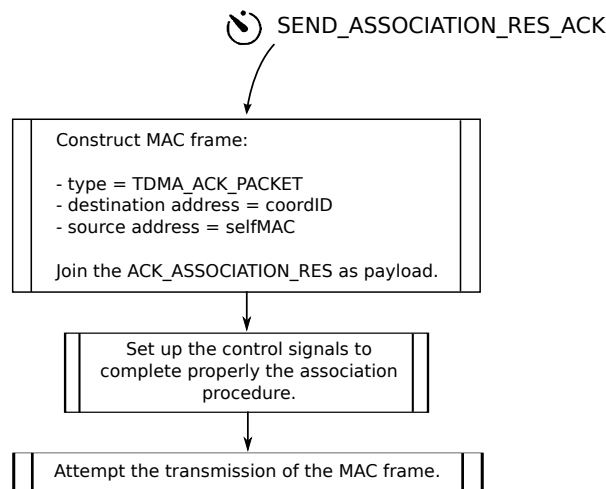 SEND_ASSOCIATION_RES_ACK
Construct MAC frame:
- type = TDMA_ACK_PACKET
- destination address = coordID
- source address = selfMAC
Join the ACK_ASSOCIATION_RES as payload.
Set up the control signals to
complete properly the association
procedure.
Attempt the transmission of the MAC frame.